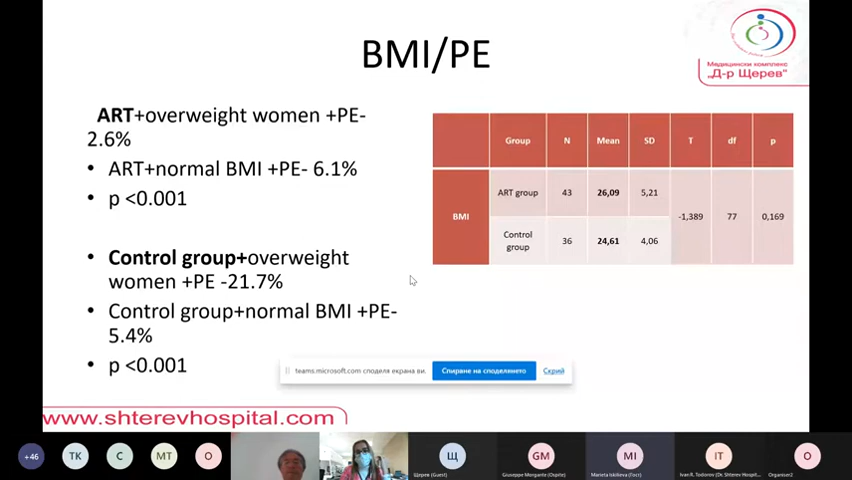 BMI/PE
Медицински комплекс
"Д-р Щерев"
ART+overweight women +PE-
2.6%
• ART+normal BMI +PE- 6.1%
• p <0.001
• Control group+overweight
women +PE -21.7%
• Control group+normal BMI +PE-
5.4%
• p <0.001
Group N Mean SD T df p
BMI ART group 43 26,09 5,21 -1,389 77 0,169
Control
group 36 24,61 4,06
teams.microsoft.com споделя екрана ви. Спиране на споделянето Скрий
www.shterevhospital.com
+46 TK C MT O Щ GM MI IT O
Щерев (Guest) Giuseppe Morgante (Ospite) Marieta Iskilieva (Гост) Ivan R. Todorov (Dr. Shterev Hospit... Organiser2